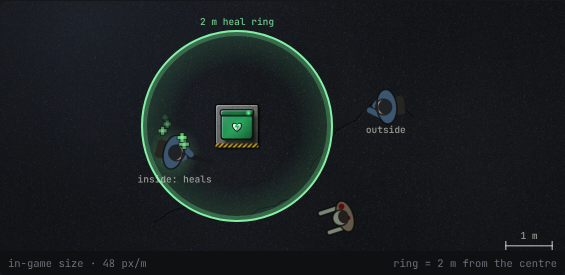 2 m heal ring
outside
inside: heals
1 m
in-game size · 48 px/m
ring = 2 m from the centre